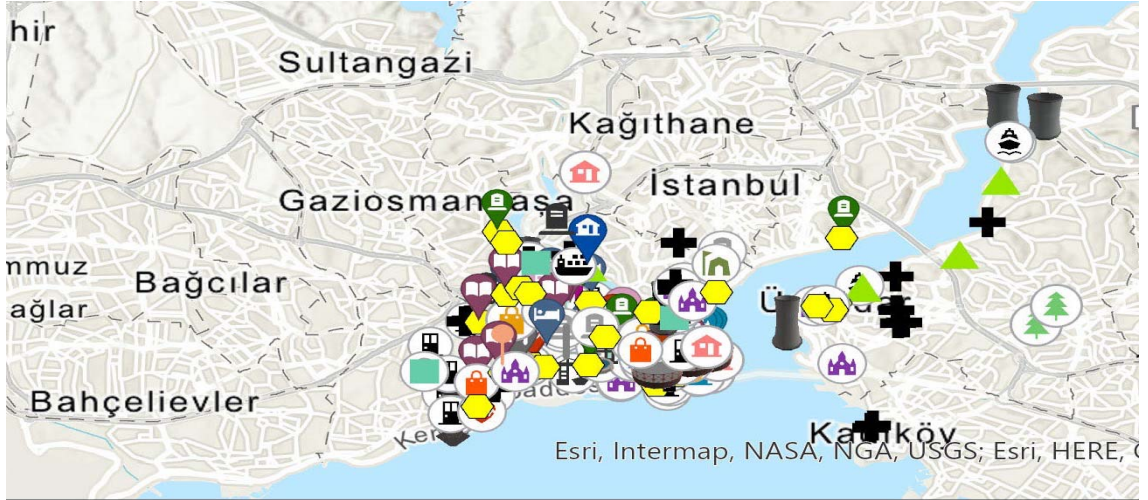 hir
Sultangazi
Kağıthane
İstanbul
Gaziosmanpaşa
mmuz
ağlar
Bağcılar
Bahçelievler
Kadıköy
Esri, Intermap, NASA, NGA, USGS; Esri, HERE,